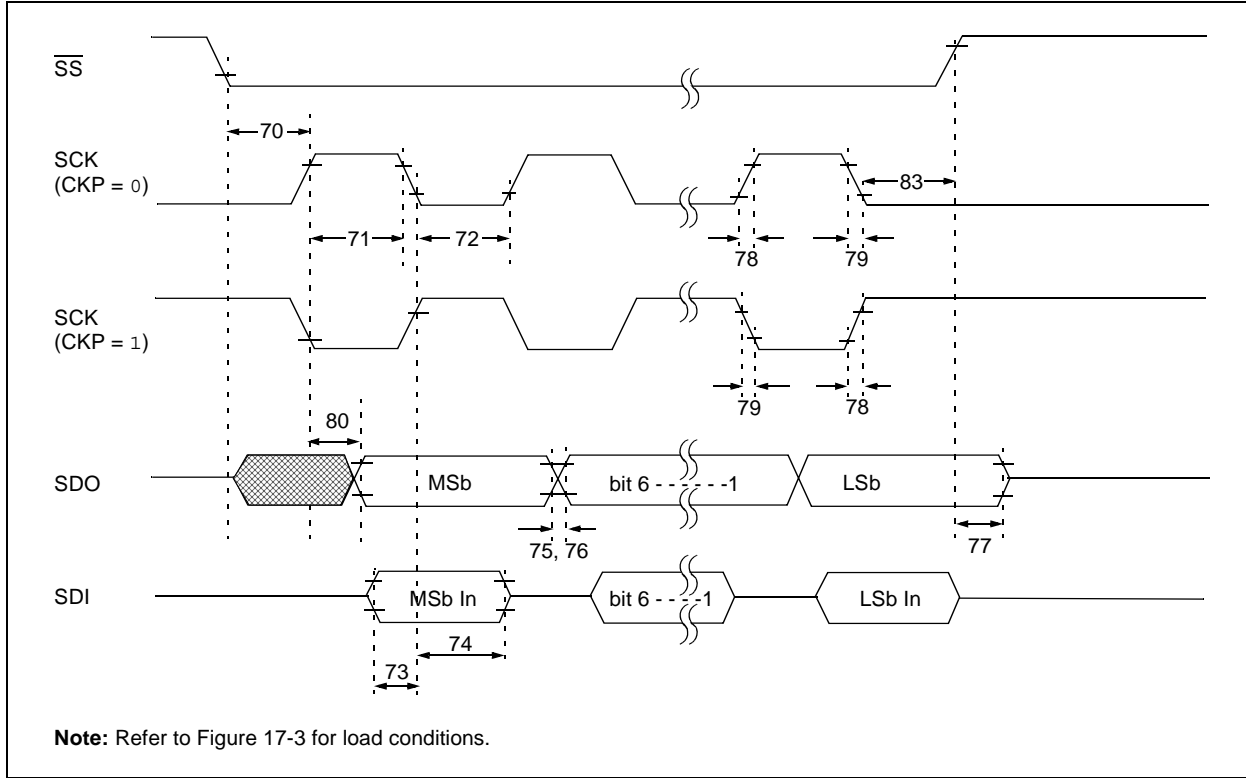 SS
70
SCK
(CKP = 0)
83
71
72
78
79
SCK
(CKP = 1)
79
78
80
SDO
MSb
bit 6 - - - - - - -1
LSb
75, 76
77
SDI
MSb In
bit 6 - - - -1
LSb In
74
73
Note: Refer to Figure 17-3 for load conditions.